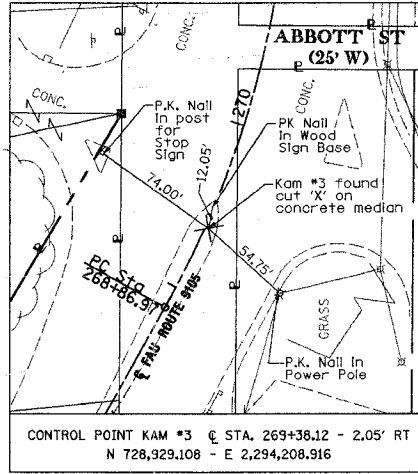 ABBOTT ST
(25' W)
CONC.
CONC.
CONC.
270
P.K. Nail
in post
for
Stop
Sign
PK Nail
in Wood
Sign Base
12.05'
74.00'
Kam #3 found
cut 'X' on
concrete median
54.75'
PC Sta
268+86.97
℄ FAU ROUTE 9105
GRASS
P.K. Nail in
Power Pole
CONTROL POINT KAM #3 ℄ STA. 269+38.12 - 2.05' RT
N 728,929.108 - E 2,294,208.916